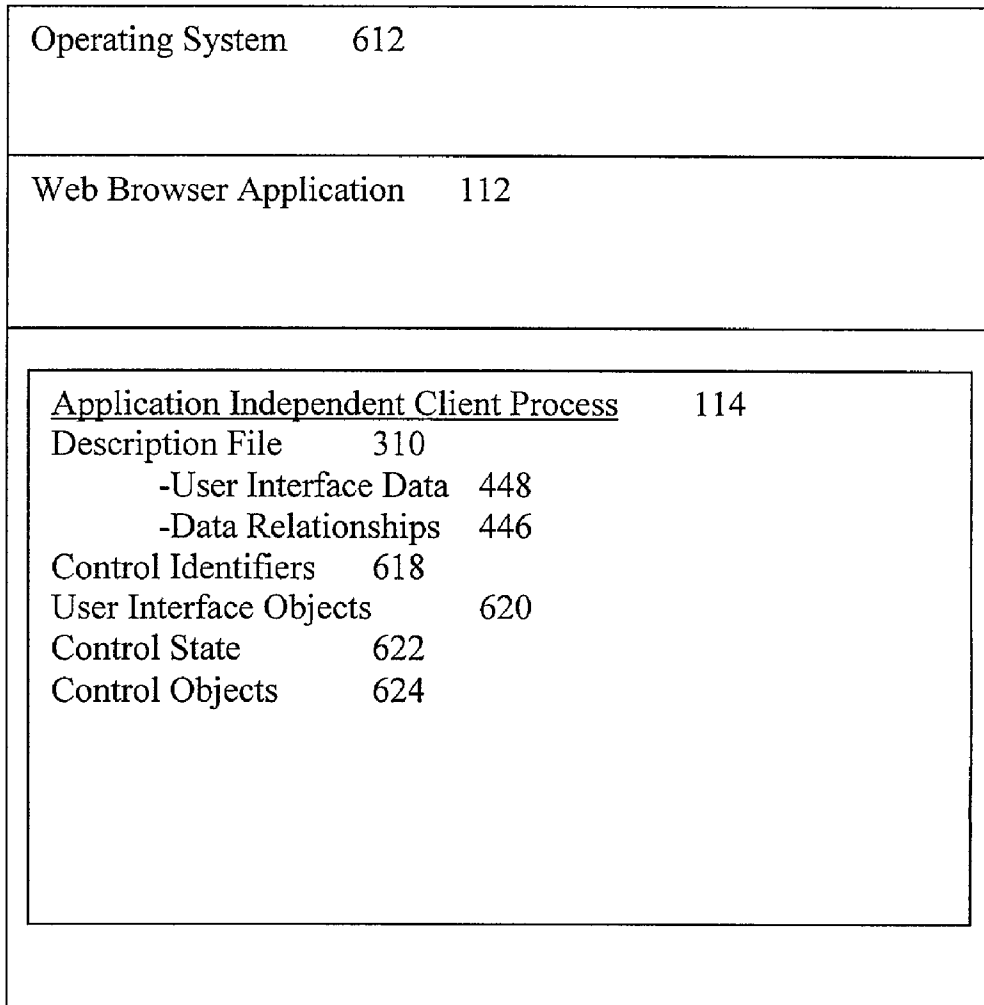 Operating System 612
Web Browser Application 112
Application Independent Client Process 114
Description File 310
-User Interface Data 448
-Data Relationships 446
Control Identifiers 618
User Interface Objects 620
Control State 622
Control Objects 624